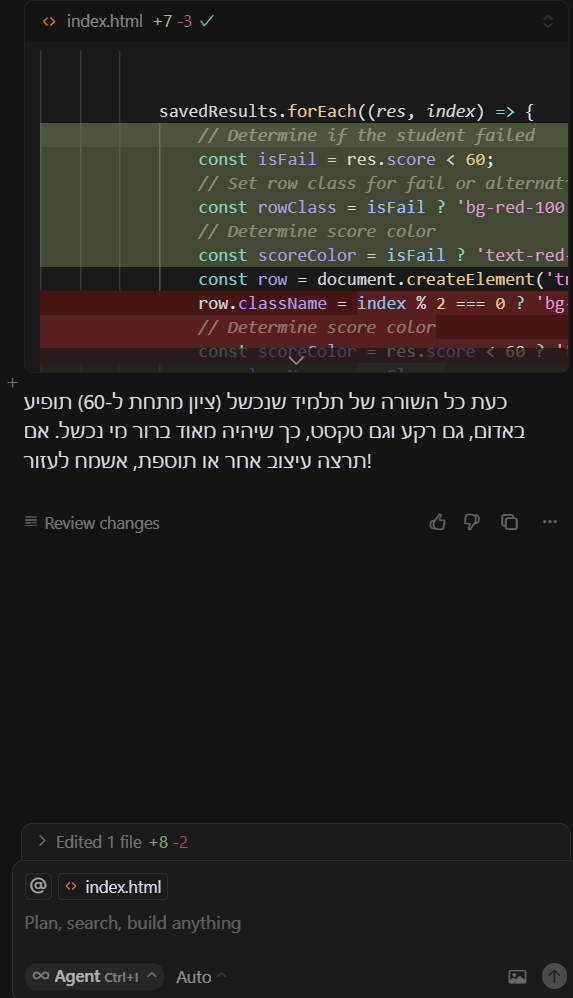 index.html +7 -3
savedResults.forEach((res, index) => {
// Determine if the student failed
const isFail = res.score < 60;
// Set row class for fail or
const rowClass = isFail ? 'bg-red-100
// Determine score color
const scoreColor = isFail ? 'text-red-
const row = document.createElement('tr
row.className = index % 2 === 0 ? 'bg-
// Determine score color
const scoreColor = res.score < 60 ?
כעת כל השורה של תלמיד שנכשל (ציון מתחת ל-60) תופיע
באדום, גם רקע וגם טקסט, כך שיהיה מאוד ברור מי נכשל. אם
תרצה עיצוב אחר או תוספת, אשמח לעזור!
Review changes
Edited 1 file +8 -2
@ index.html
Plan, search, build anything
Agent Ctrl+I Auto